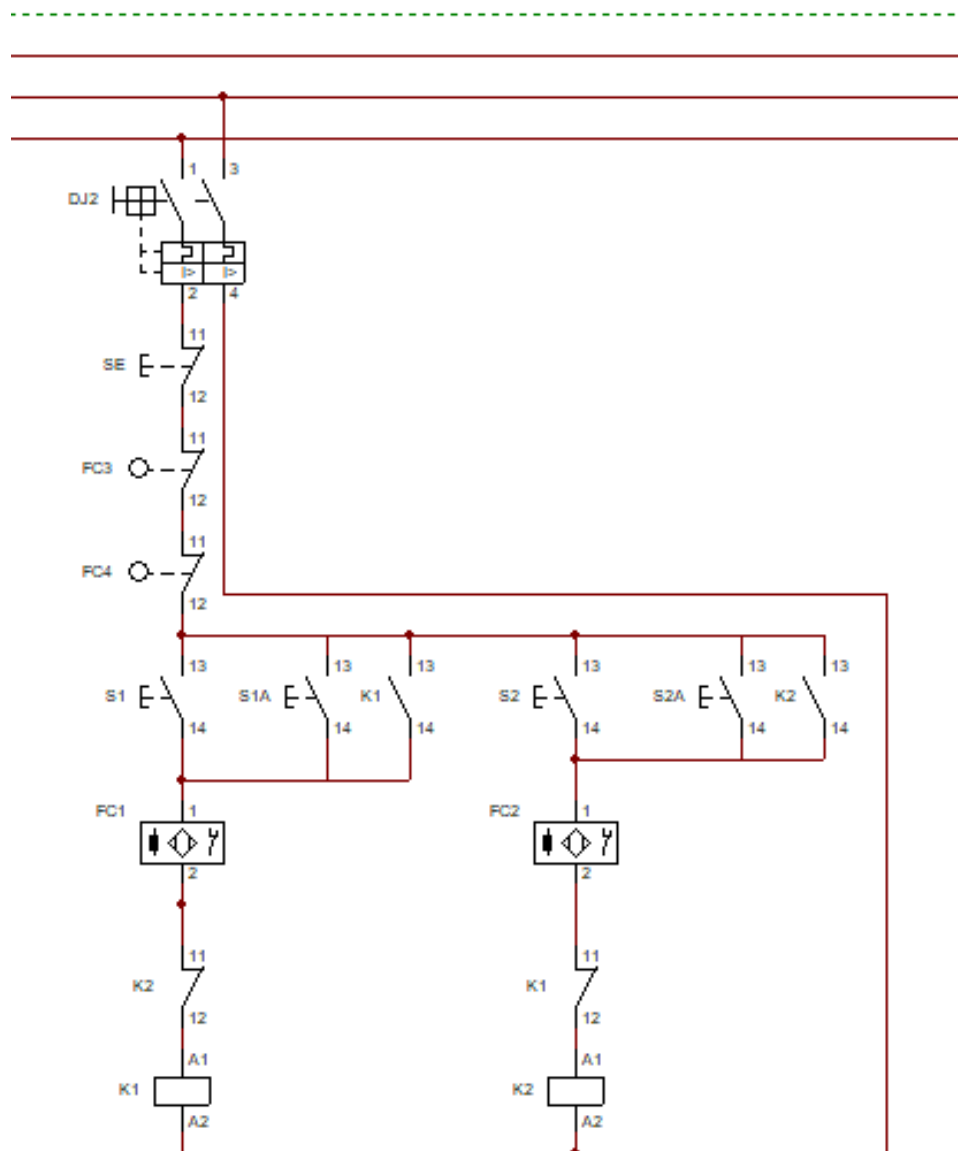 1 3
DJ2
I> I>
2 4
11
SE
12
11
FC3
12
11
FC4
12
13 13 13 13 13 13
S1 S1A K1 S2 S2A K2
14 14 14 14 14 14
FC1 1 FC2 1
2 2
11 11
K2 K1
12 12
A1 A1
K1 K2
A2 A2